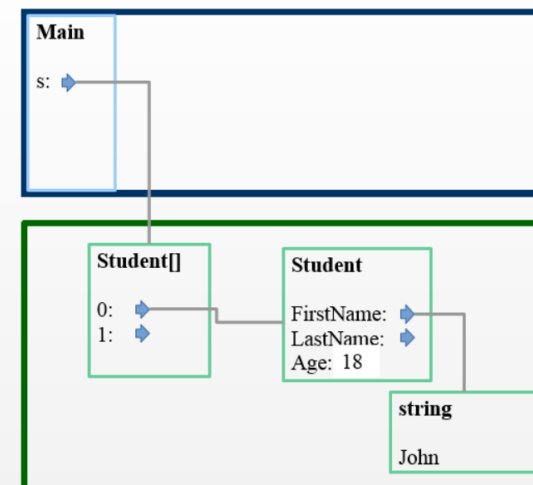 Main
s:
Student[]
0:
1:
Student
FirstName:
LastName:
Age: 18
string
John